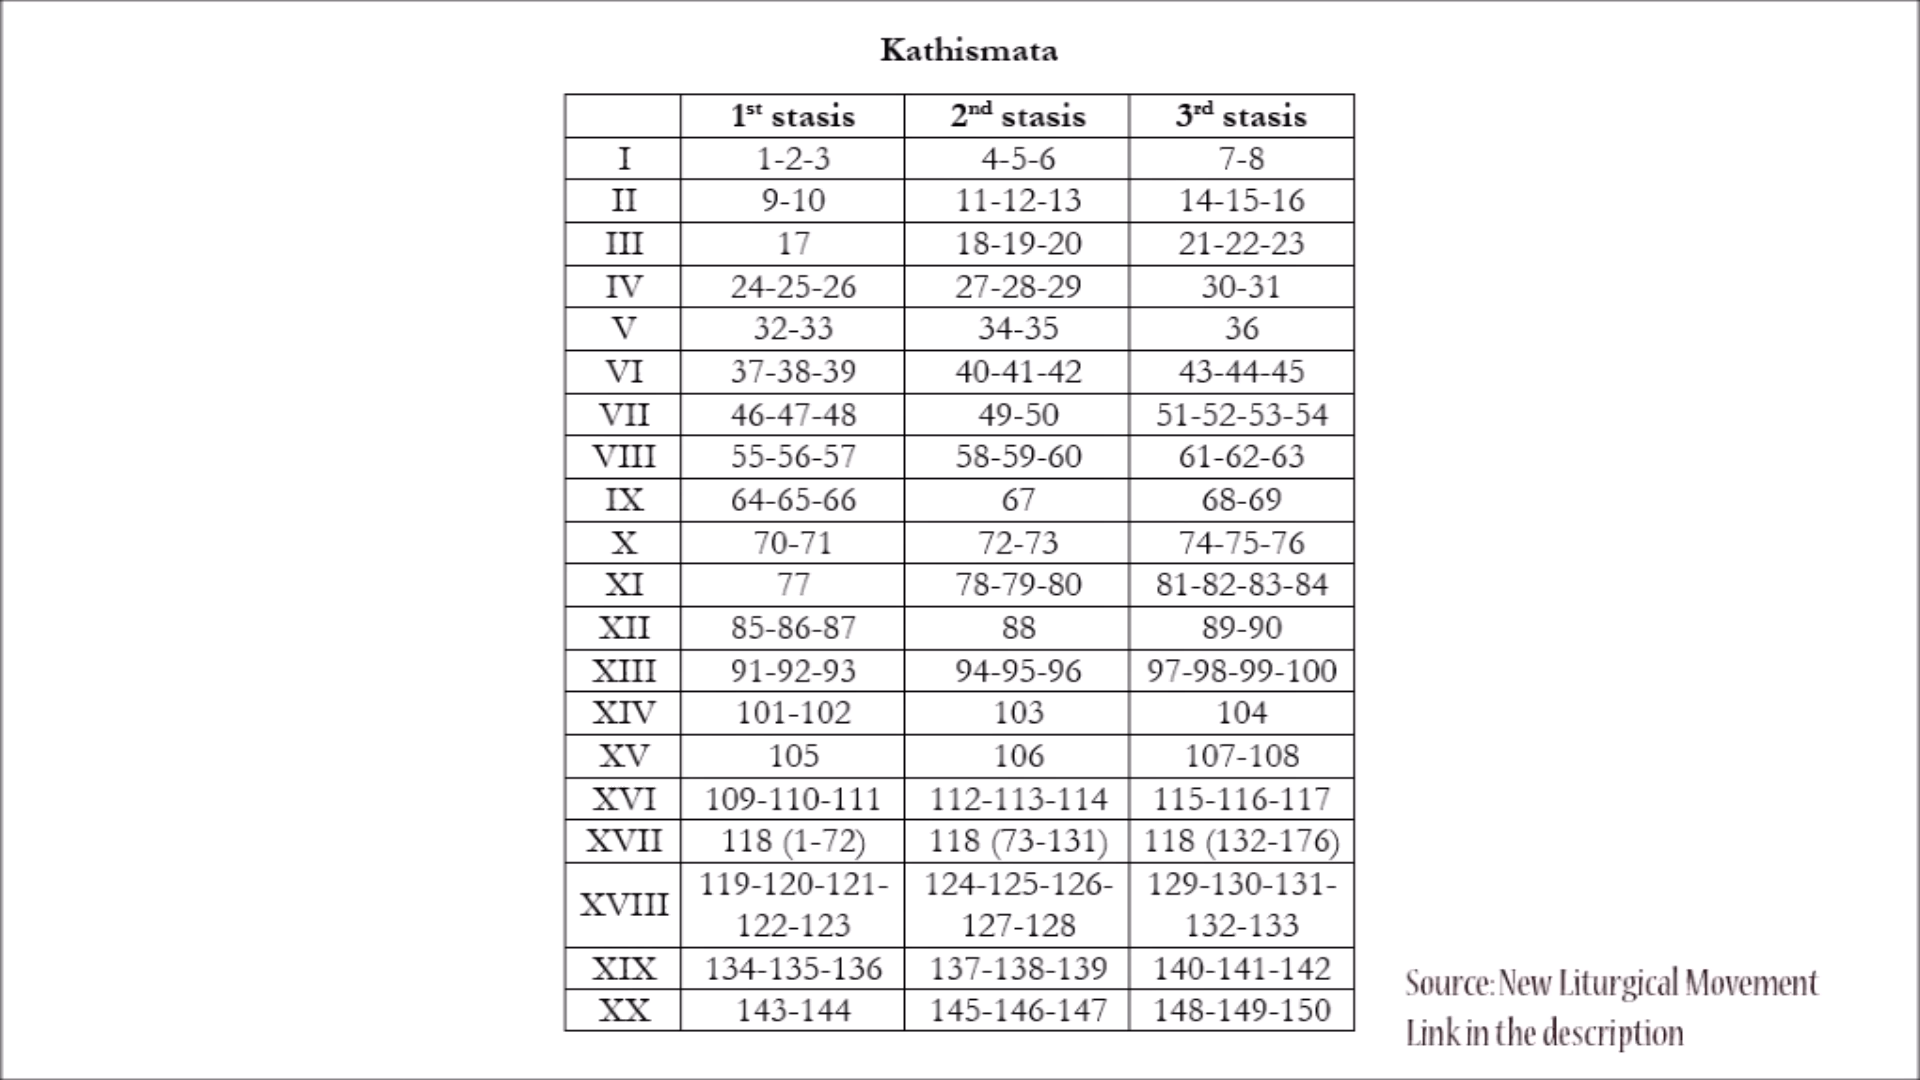 Kathismata
1st stasis 2nd stasis 3rd stasis
I 1-2-3 4-5-6 7-8
II 9-10 11-12-13 14-15-16
III 17 18-19-20 21-22-23
IV 24-25-26 27-28-29 30-31
V 32-33 34-35 36
VI 37-38-39 40-41-42 43-44-45
VII 46-47-48 49-50 51-52-53-54
VIII 55-56-57 58-59-60 61-62-63
IX 64-65-66 67 68-69
X 70-71 72-73 74-75-76
XI 77 78-79-80 81-82-83-84
XII 85-86-87 88 89-90
XIII 91-92-93 94-95-96 97-98-99-100
XIV 101-102 103 104
XV 105 106 107-108
XVI 109-110-111 112-113-114 115-116-117
XVII 118 (1-72) 118 (73-131) 118 (132-176)
XVIII 119-120-121- 124-125-126- 129-130-131-
122-123 127-128 132-133
XIX 134-135-136 137-138-139 140-141-142
XX 143-144 145-146-147 148-149-150
Source: New Liturgical Movement
Link in the description